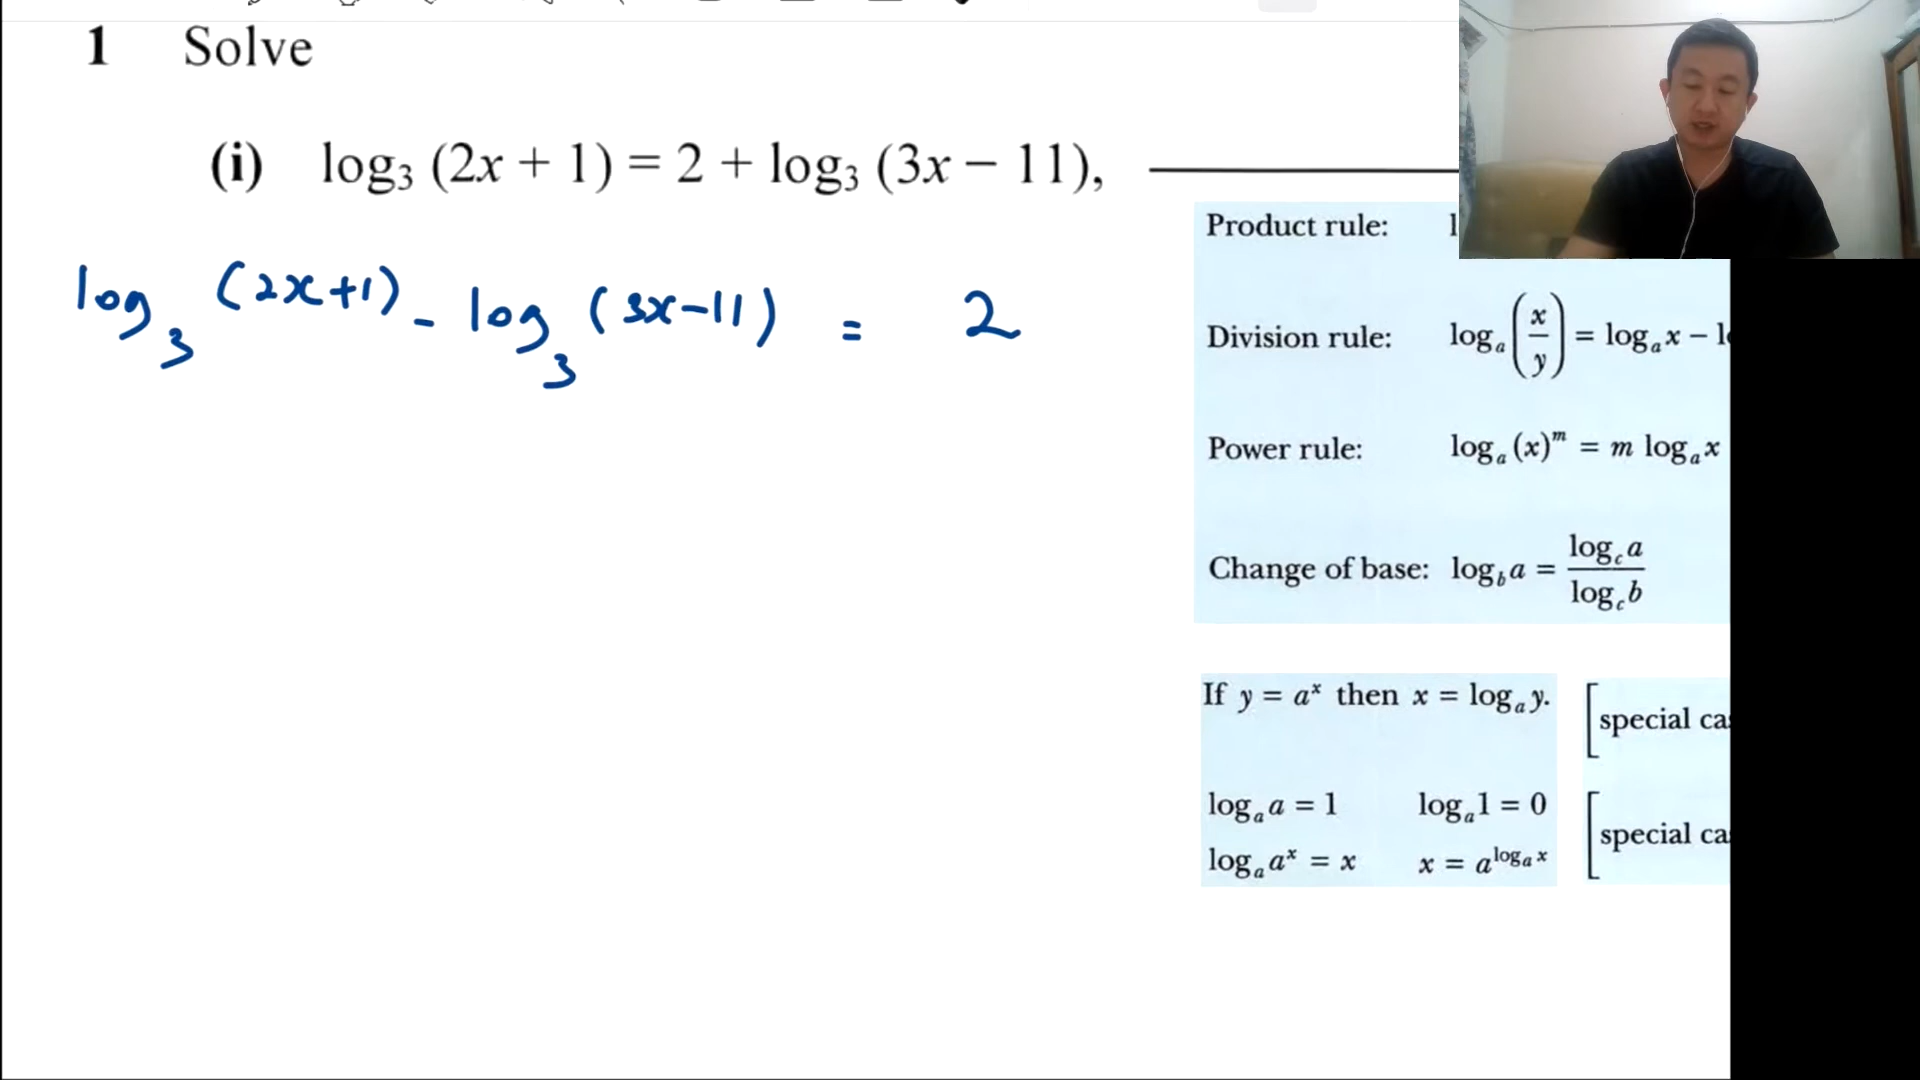 1 Solve
(i) log₃ (2x + 1) = 2 + log₃ (3x − 11),
log₃ (2x+1) - log₃ (3x-11) = 2
Product rule:
Division rule: logₐ(x/y) = logₐx −
Power rule: logₐ(x)ᵐ = m logₐx
Change of base: log_b a = log_c a / log_c b
If y = aˣ then x = logₐy.
[special
logₐa = 1 logₐ1 = 0
[special
logₐaˣ = x x = a^(logₐx)